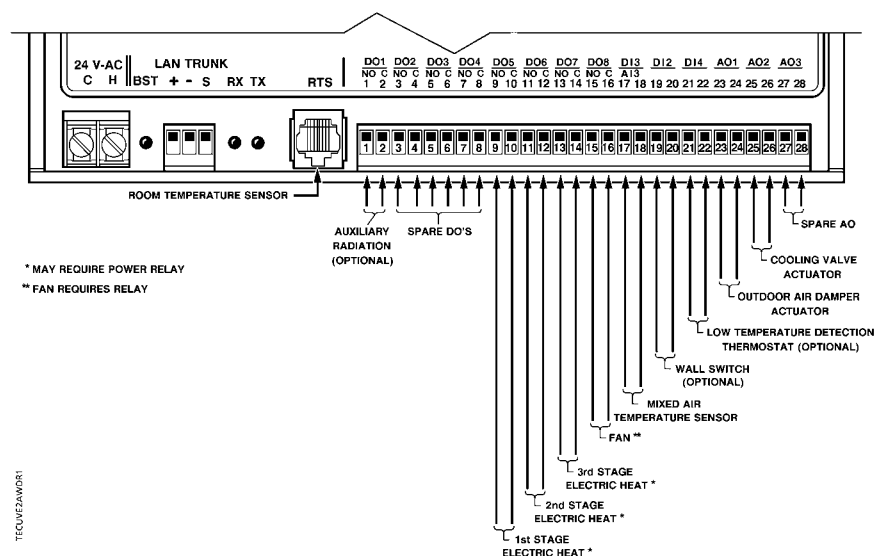 24 V-AC LAN TRUNK
C H BST + - S RX TX RTS
DO1 DO2 DO3 DO4 DO5 DO6 DO7 DO8 DI3 DI2 DI4 AO1 AO2 AO3
NO C NO C NO C NO C NO C NO C NO C NO C AI3
1 2 3 4 5 6 7 8 9 10 11 12 13 14 15 16 17 18 19 20 21 22 23 24 25 26 27 28
1 2 3 4 5 6 7 8 9 10 11 12 13 14 15 16 17 18 19 20 21 22 23 24 25 26 27 28
ROOM TEMPERATURE SENSOR
AUXILIARY
RADIATION
(OPTIONAL)
SPARE DO'S
SPARE AO
COOLING VALVE
ACTUATOR
OUTDOOR AIR DAMPER
ACTUATOR
LOW TEMPERATURE DETECTION
THERMOSTAT (OPTIONAL)
WALL SWITCH
(OPTIONAL)
MIXED AIR
TEMPERATURE SENSOR
FAN **
3rd STAGE
ELECTRIC HEAT *
2nd STAGE
ELECTRIC HEAT *
1st STAGE
ELECTRIC HEAT *
* MAY REQUIRE POWER RELAY
** FAN REQUIRES RELAY
TECUVE2AWOR1